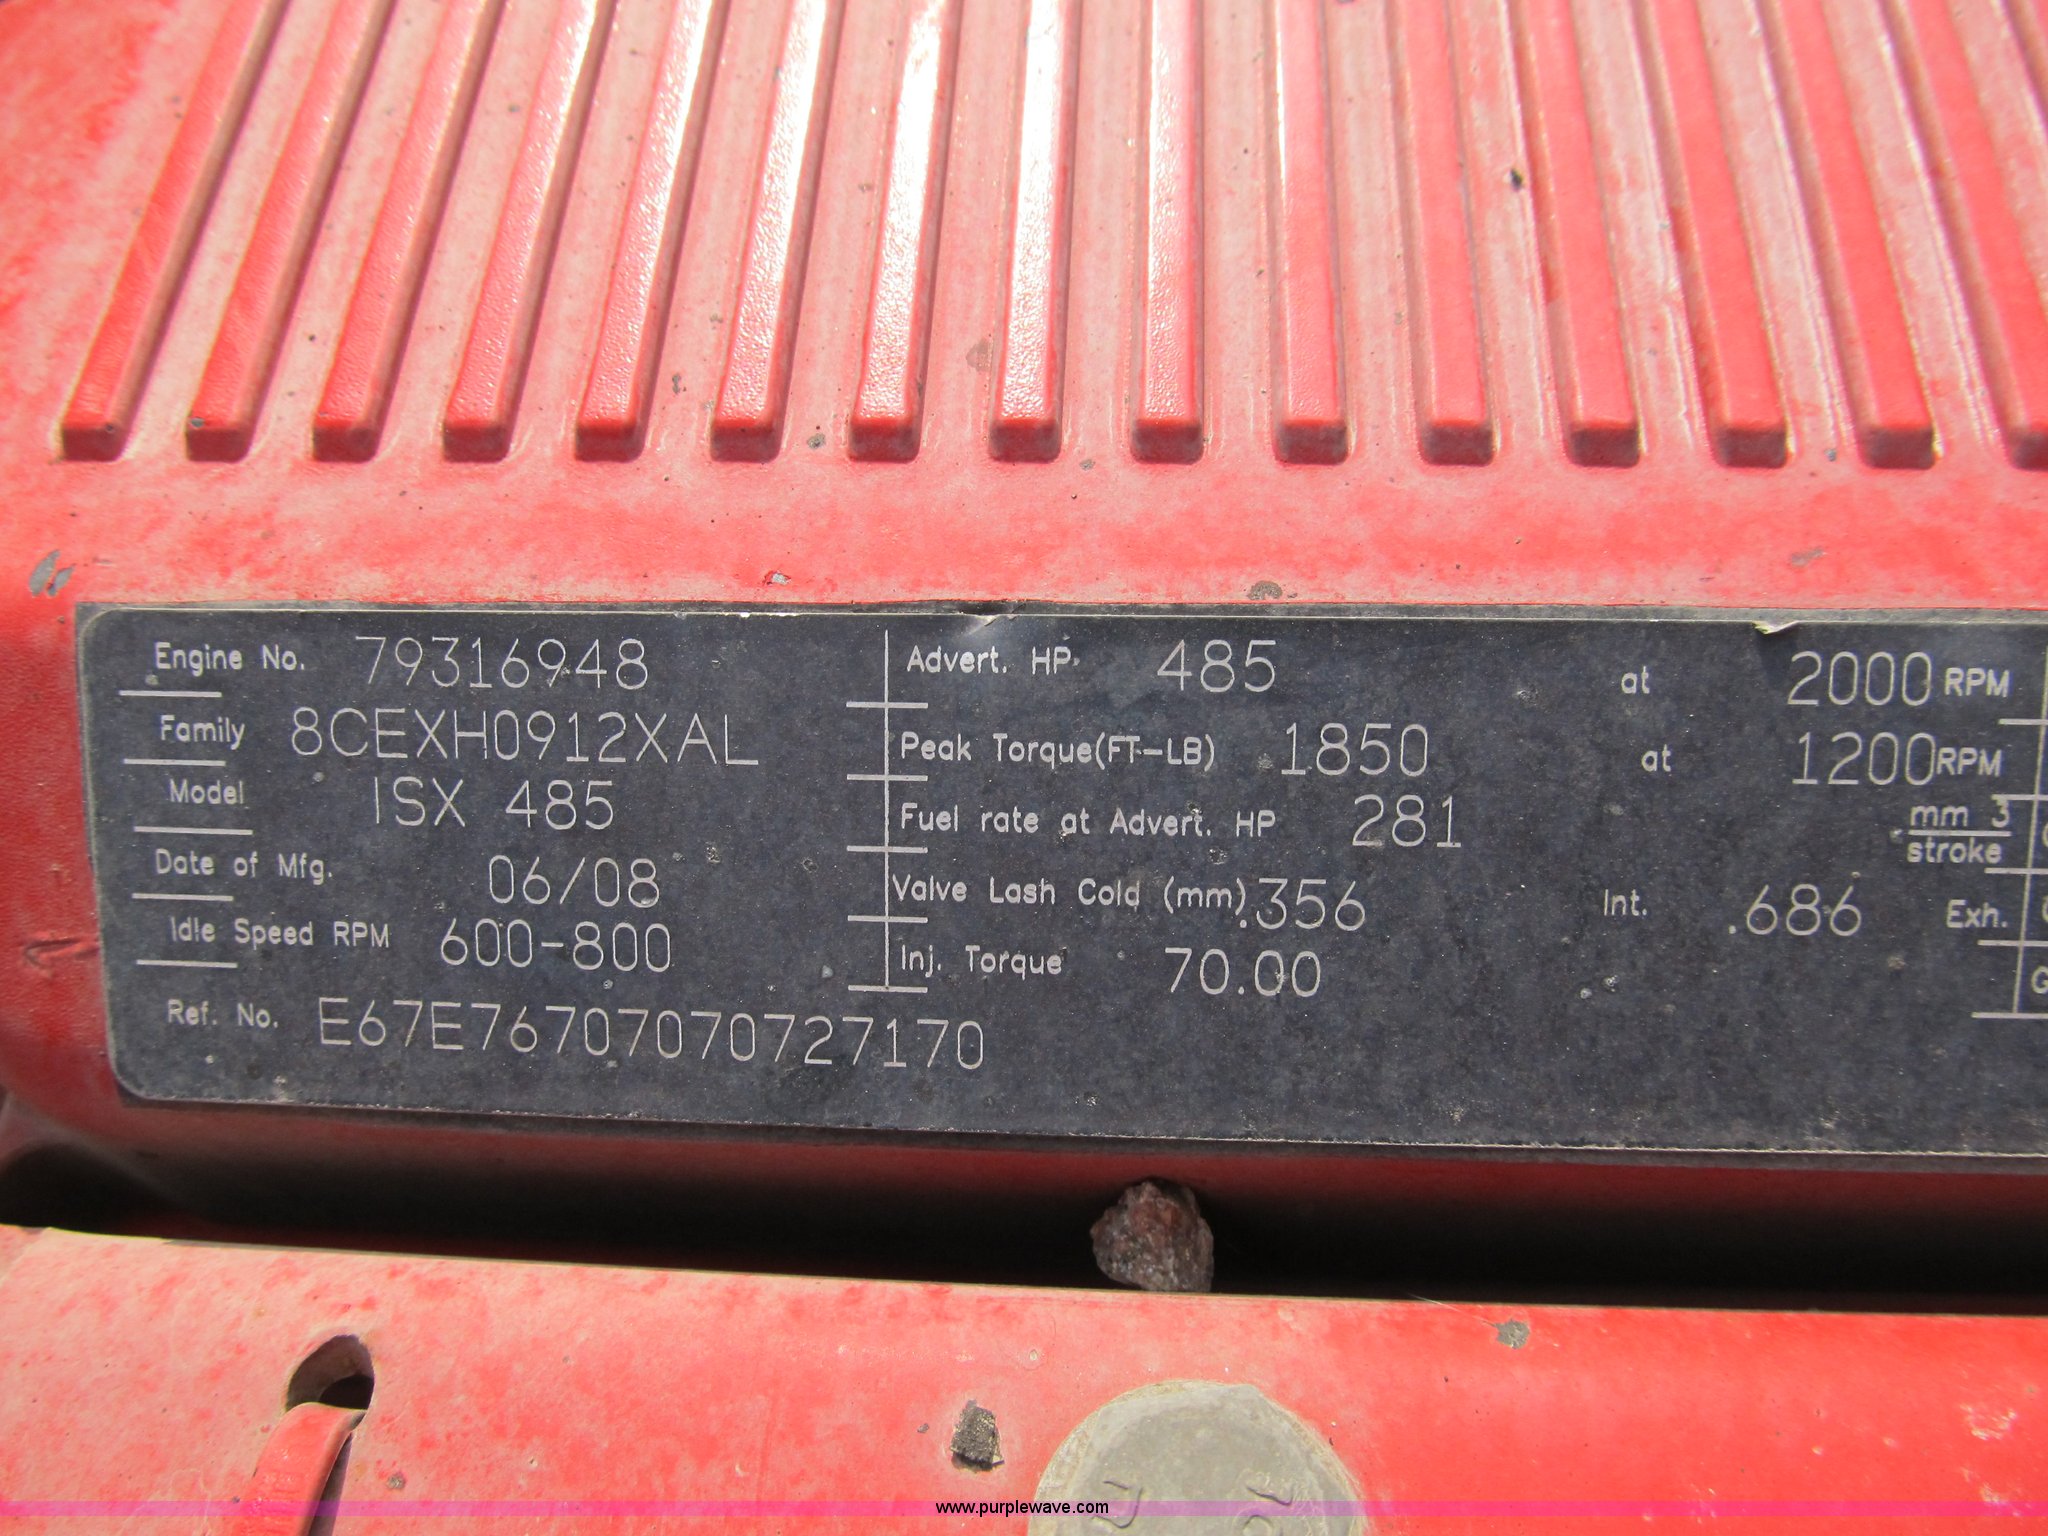 Engine No. 79316948
Family 8CEXH0912XAL
Model ISX 485
Date of Mfg. 06/08
Idle Speed RPM 600-800
Ref. No. E67E76707070727170
Advert. HP. 485 at 2000 RPM
Peak Torque(FT-LB) 1850 at 1200 RPM
Fuel rate at Advert. HP 281 mm 3
stroke
Valve Lash Cold (mm) .356 Int. .686 Exh.
Inj. Torque 70.00
www.purplewave.com